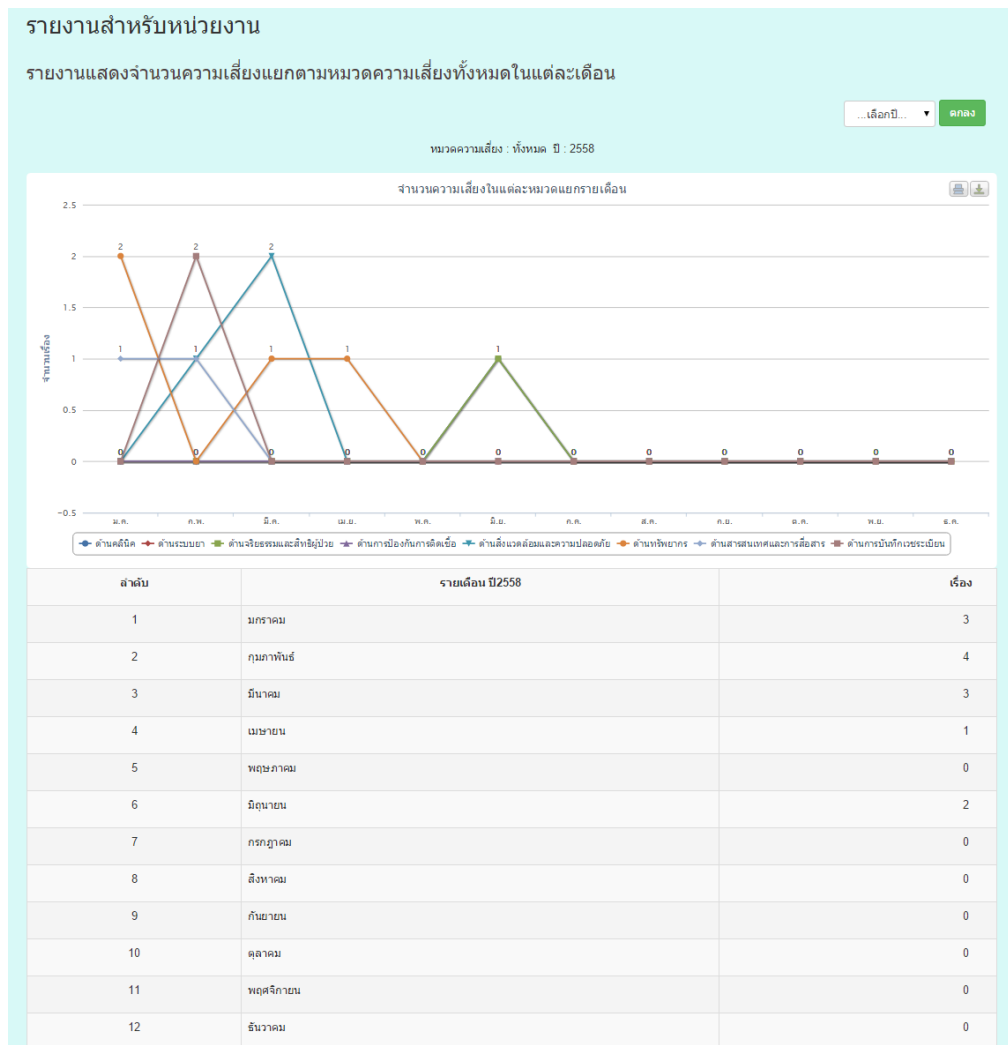 รายงานสำหรับหน่วยงาน
รายงานแสดงจำนวนความเสี่ยงแยกตามหมวดความเสี่ยงทั้งหมดในแต่ละเดือน
...เลือกปี... ตกลง
หมวดความเสี่ยง : ทั้งหมด ปี : 2558
จำนวนความเสี่ยงในแต่ละหมวดแยกรายเดือน
2.5
2 2 2 2
1.5
จำนวนเรื่อง
1 1 1 1 1 1
0.5
0 0 0 0 0 0 0 0 0 0 0 0 0
-0.5
ม.ค. ก.พ. มี.ค. เม.ย. พ.ค. มิ.ย. ก.ค. ส.ค. ก.ย. ต.ค. พ.ย. ธ.ค.
ด้านคลินิค ด้านระบบยา ด้านจริยธรรมและสิทธิผู้ป่วย ด้านการป้องกันการติดเชื้อ ด้านสิ่งแวดล้อมและความปลอดภัย ด้านทรัพยากร ด้านสารสนเทศและการสื่อสาร ด้านการบันทึกเวชระเบียน
ลำดับ รายเดือน ปี2558 เรื่อง
1 มกราคม 3
2 กุมภาพันธ์ 4
3 มีนาคม 3
4 เมษายน 1
5 พฤษภาคม 0
6 มิถุนายน 2
7 กรกฎาคม 0
8 สิงหาคม 0
9 กันยายน 0
10 ตุลาคม 0
11 พฤศจิกายน 0
12 ธันวาคม 0